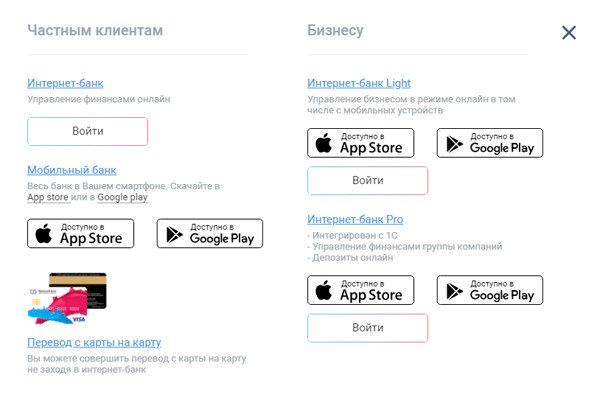 Частным клиентам
Интернет-банк
Управление финансами онлайн
Войти
Мобильный банк
Весь банк в Вашем смартфоне. Скачайте в
App store или в Google play
Доступно в
App Store
Доступно в
Google Play
VISA
Перевод с карты на карту
Вы можете совершить перевод с карты на карту
не заходя в интернет-банк
Бизнесу
Интернет-банк Light
Управление бизнесом в режиме онлайн в том
числе с мобильных устройств
Доступно в
App Store
Доступно в
Google Play
Войти
Интернет-банк Pro
- Интегрирован с 1С
- Управление финансами группы компаний
- Депозиты онлайн
Доступно в
App Store
Доступно в
Google Play
Войти